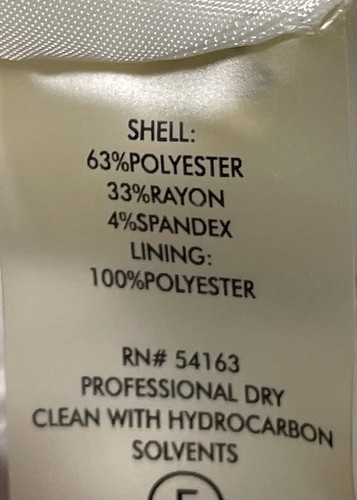 SHELL:
63%POLYESTER
33%RAYON
4%SPANDEX
LINING:
100%POLYESTER
RN# 54163
PROFESSIONAL DRY
CLEAN WITH HYDROCARBON
SOLVENTS